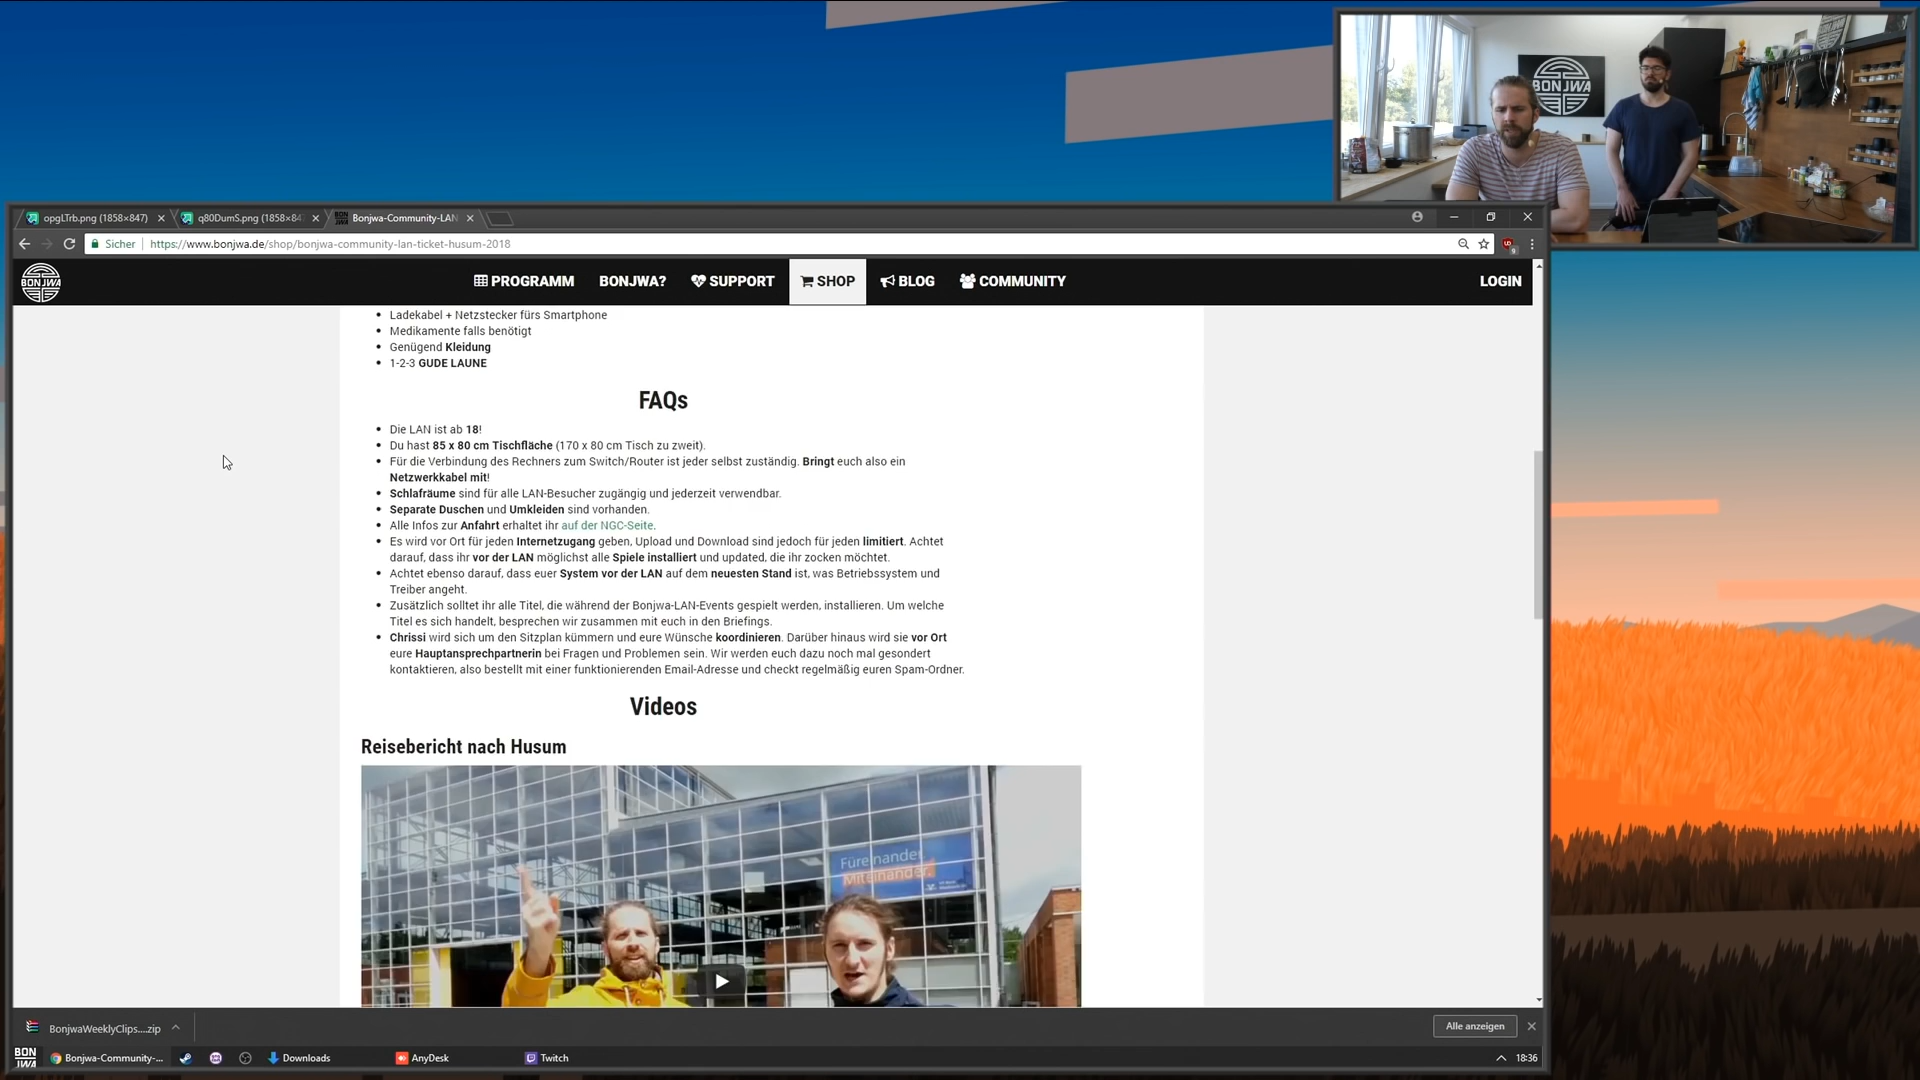 BONJWA
opgLTrb.png (1858×847)
q80DumS.png (1858×84
Bonjwa-Community-LAN
Sicher
https://www.bonjwa.de/shop/bonjwa-community-lan-ticket-husum-2018
BONJWA
PROGRAMM
BONJWA?
SUPPORT
SHOP
BLOG
COMMUNITY
LOGIN
• Ladekabel + Netzstecker fürs Smartphone
• Medikamente falls benötigt
• Genügend Kleidung
• 1-2-3 GUDE LAUNE
FAQs
• Die LAN ist ab 18!
• Du hast 85 x 80 cm Tischfläche (170 x 80 cm Tisch zu zweit).
• Für die Verbindung des Rechners zum Switch/Router ist jeder selbst zuständig. Bringt euch also ein
Netzwerkkabel mit!
• Schlafräume sind für alle LAN-Besucher zugängig und jederzeit verwendbar.
• Separate Duschen und Umkleiden sind vorhanden.
• Alle Infos zur Anfahrt erhaltet ihr auf der NGC-Seite.
• Es wird vor Ort für jeden Internetzugang geben, Upload und Download sind jedoch für jeden limitiert. Achtet
darauf, dass ihr vor der LAN möglichst alle Spiele installiert und updated, die ihr zocken möchtet.
• Achtet ebenso darauf, dass euer System vor der LAN auf dem neuesten Stand ist, was Betriebssystem und
Treiber angeht.
• Zusätzlich solltet ihr alle Titel, die während der Bonjwa-LAN-Events gespielt werden, installieren. Um welche
Titel es sich handelt, besprechen wir zusammen mit euch in den Briefings.
• Chrissi wird sich um den Sitzplan kümmern und eure Wünsche koordinieren. Darüber hinaus wird sie vor Ort
eure Hauptansprechpartnerin bei Fragen und Problemen sein. Wir werden euch dazu noch mal gesondert
kontaktieren, also bestellt mit einer funktionierenden Email-Adresse und checkt regelmäßig euren Spam-Ordner.
Videos
Reisebericht nach Husum
Füreinander
Miteinander.
BonjwaWeeklyClips....zip
Alle anzeigen
BON
JWA
Bonjwa-Community-...
Downloads
AnyDesk
Twitch
18:36